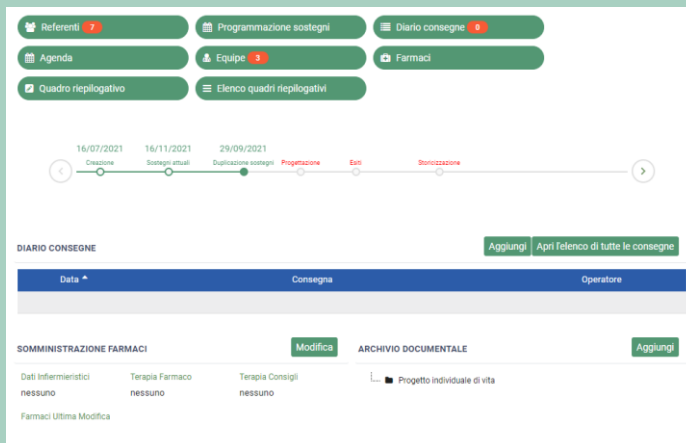 Referenti 7 Programmazione sostegni Diario consegne 0
Agenda Equipe 3 Farmaci
Quadro riepilogativo Elenco quadri riepilogativi
16/07/2021 16/11/2021 29/09/2021
Creazione Sostegni attuali Duplicazione sostegni Progettazione Esiti Storicizzazione
DIARIO CONSEGNE Aggiungi Apri l'elenco di tutte le consegne
Data Consegna Operatore
SOMMINISTRAZIONE FARMACI Modifica ARCHIVIO DOCUMENTALE Aggiungi
Dati Infiermieristici Terapia Farmaco Terapia Consigli Progetto individuale di vita
nessuno nessuno nessuno
Farmaci Ultima Modifica